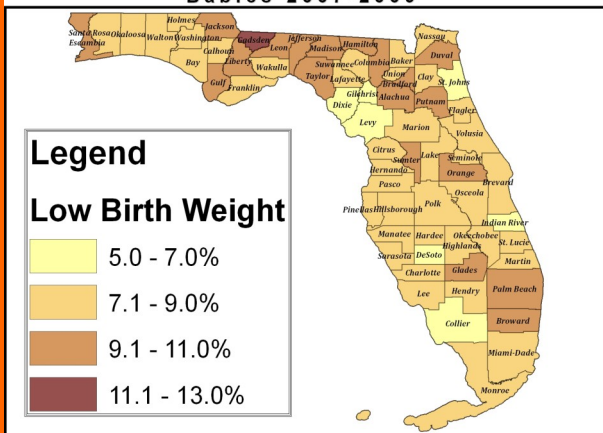 Holmes
Jackson
Santa Rosa Okaloosa Walton Washington
Escambia
Gadsden
Leon
Jefferson
Madison
Hamilton
Nassau
Calhoun
Liberty
Bay
Wakulla
Gulf
Franklin
Taylor
Suwannee
Columbia
Baker
Duval
Lafayette
Union
Bradford
Clay
St. Johns
Dixie
Gilchrist
Alachua
Putnam
Flagler
Levy
Marion
Volusia
Citrus
Sumter
Lake
Seminole
Hernando
Orange
Pasco
Brevard
Osceola
Pinellas
Hillsborough
Polk
Indian River
Manatee
Hardee
Okeechobee
Highlands
St. Lucie
Sarasota
DeSoto
Martin
Charlotte
Glades
Lee
Hendry
Palm Beach
Collier
Broward
Miami-Dade
Monroe
Legend
Low Birth Weight
5.0 - 7.0%
7.1 - 9.0%
9.1 - 11.0%
11.1 - 13.0%